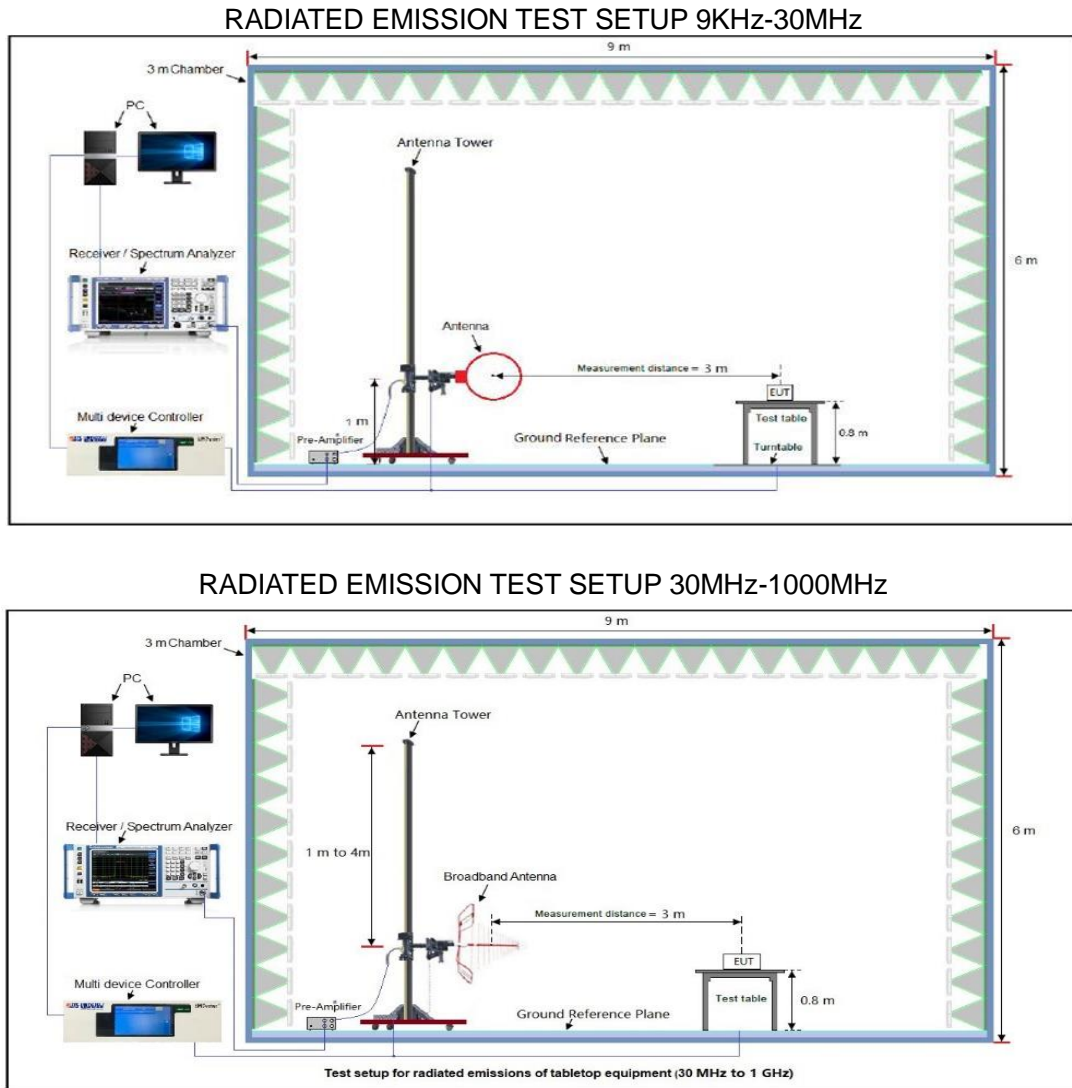 RADIATED EMISSION TEST SETUP 9KHz-30MHz
9 m
3 m Chamber
PC
Antenna Tower
Receiver / Spectrum Analyzer
6 m
Antenna
Measurement distance = 3 m
EUT
Multi device Controller
1 m
Test table
0.8 m
Pre-Amplifier
Ground Reference Plane
Turntable
RADIATED EMISSION TEST SETUP 30MHz-1000MHz
9 m
3 m Chamber
PC
Antenna Tower
Receiver / Spectrum Analyzer
6 m
1 m to 4m
Broadband Antenna
Measurement distance = 3 m
EUT
Multi device Controller
Test table
0.8 m
Pre-Amplifier
Ground Reference Plane
Test setup for radiated emissions of tabletop equipment (30 MHz to 1 GHz)